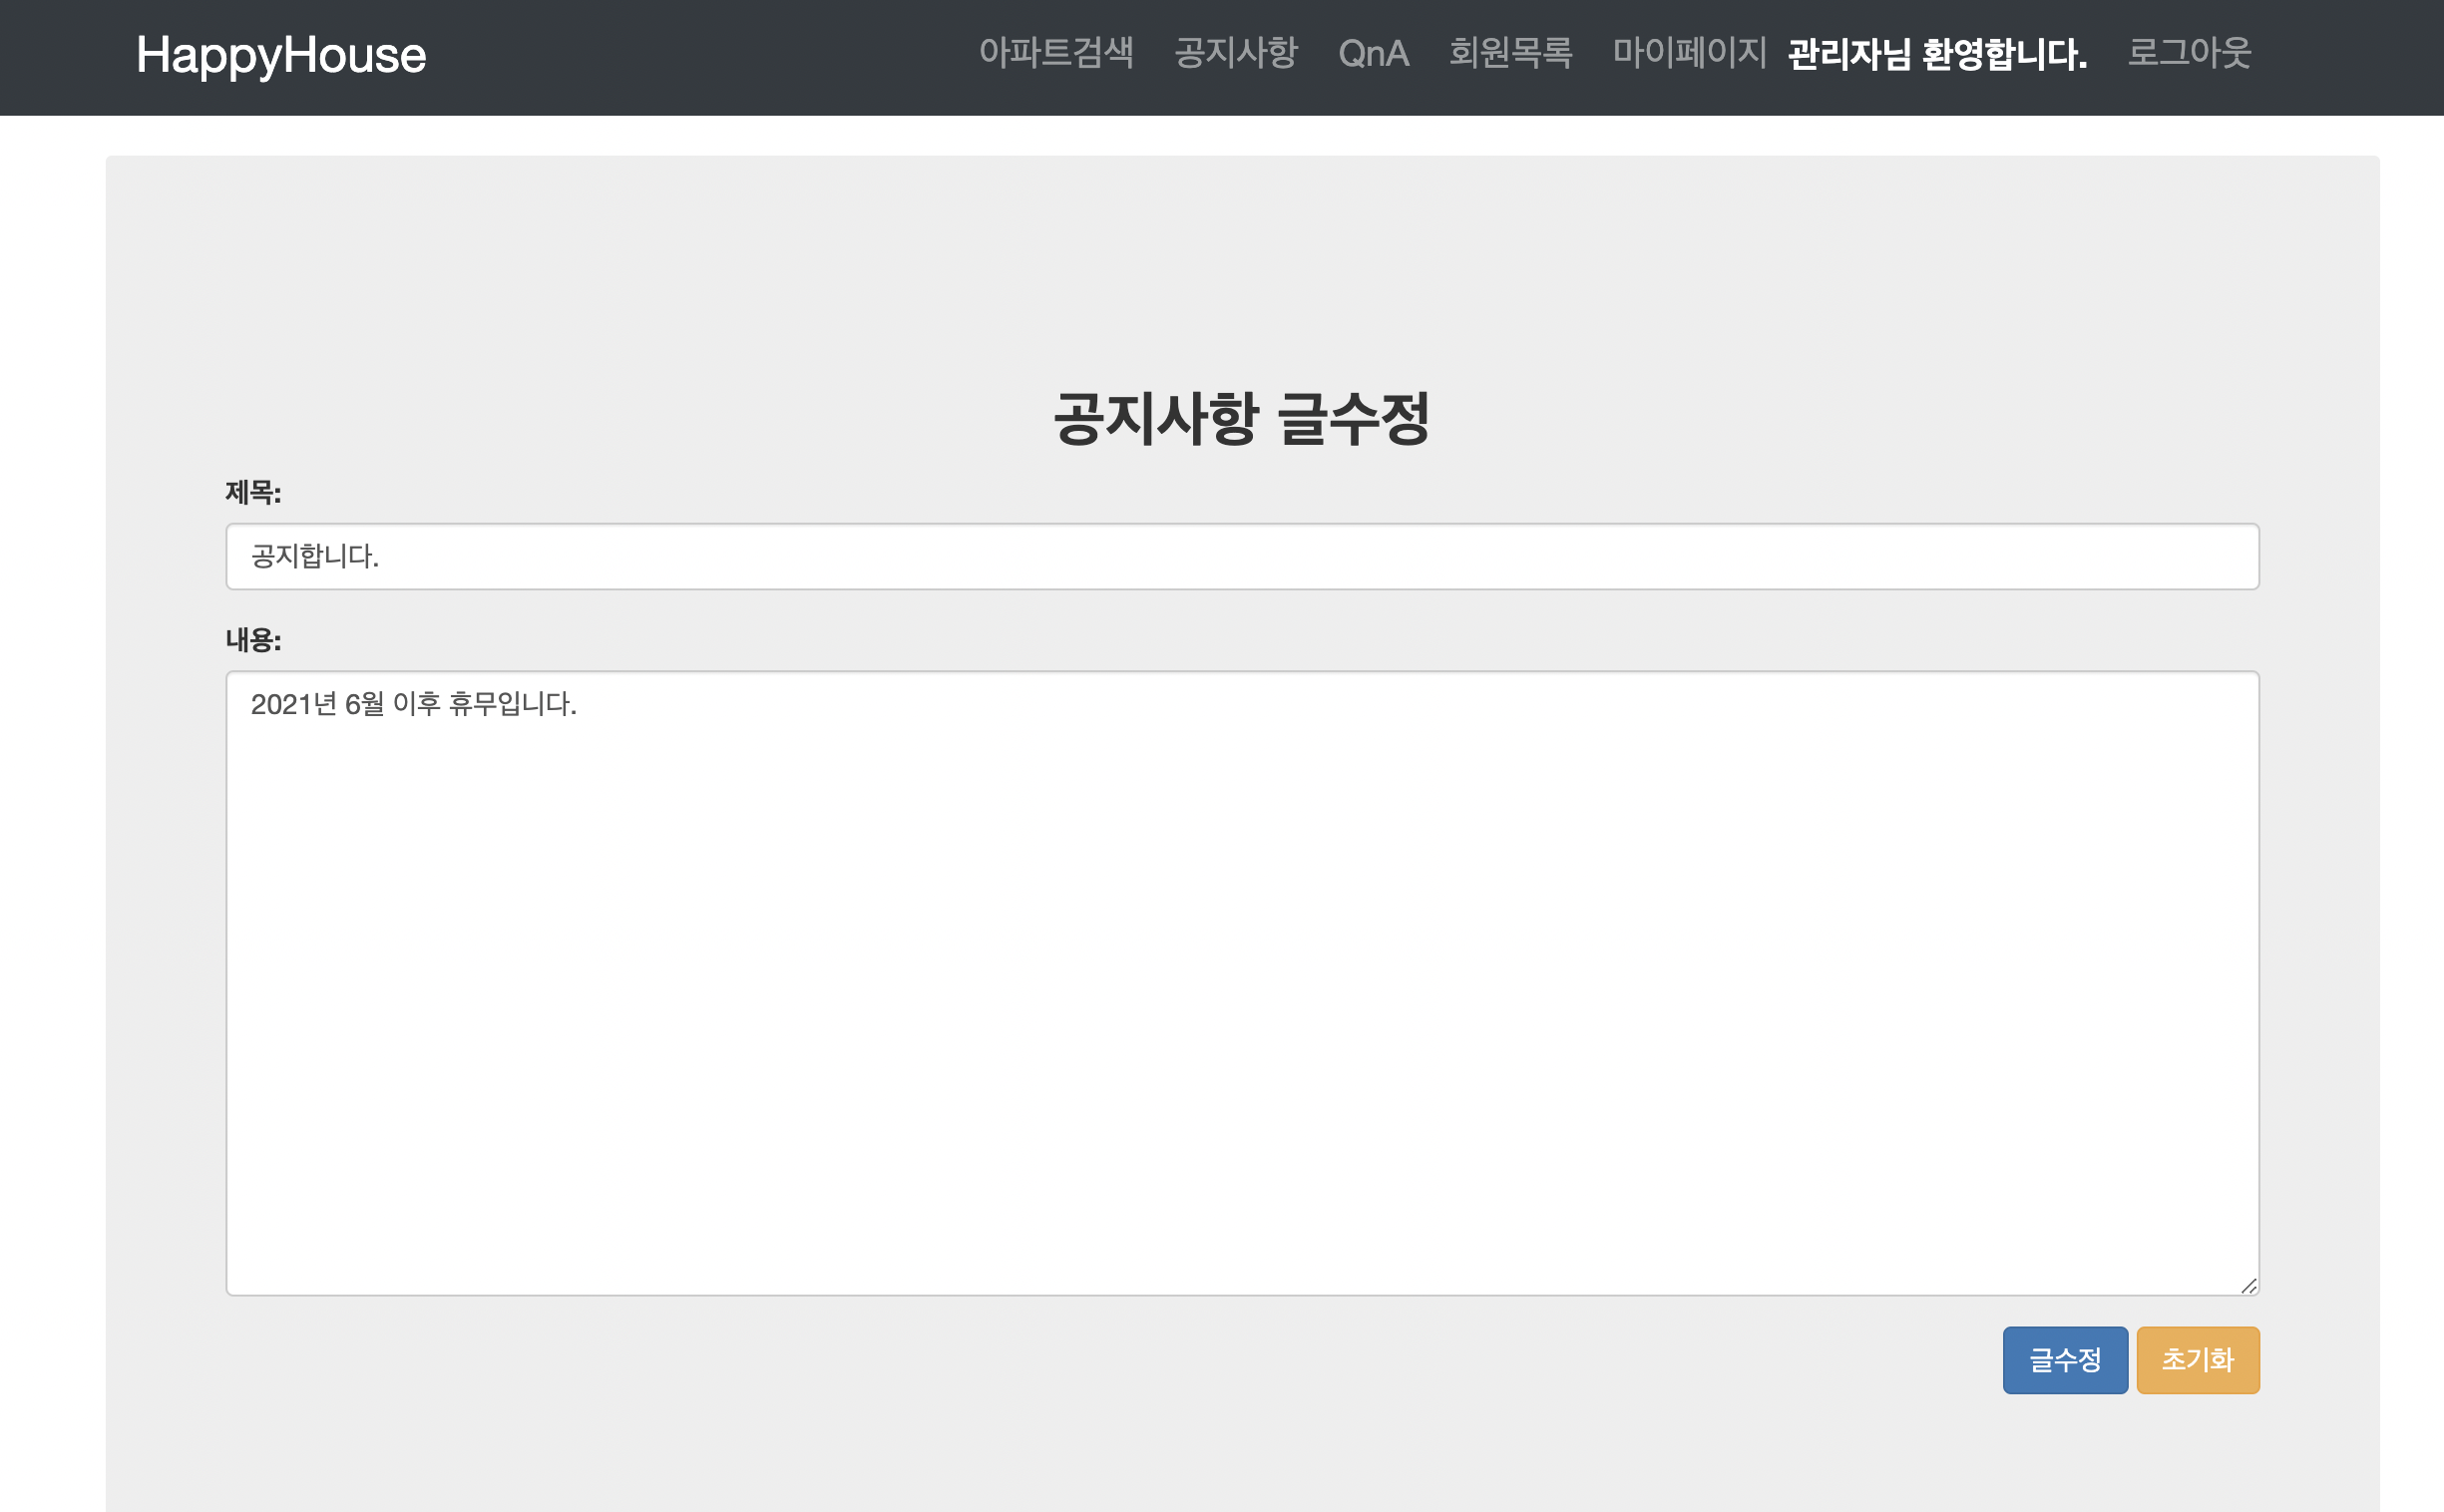 HappyHouse 아파트검색 공지사항 QnA 회원목록 마이페이지 관리자님 환영합니다. 로그아웃
공지사항 글수정
제목:
공지합니다.
내용:
2021년 6월 이후 휴무입니다.
글수정 초기화